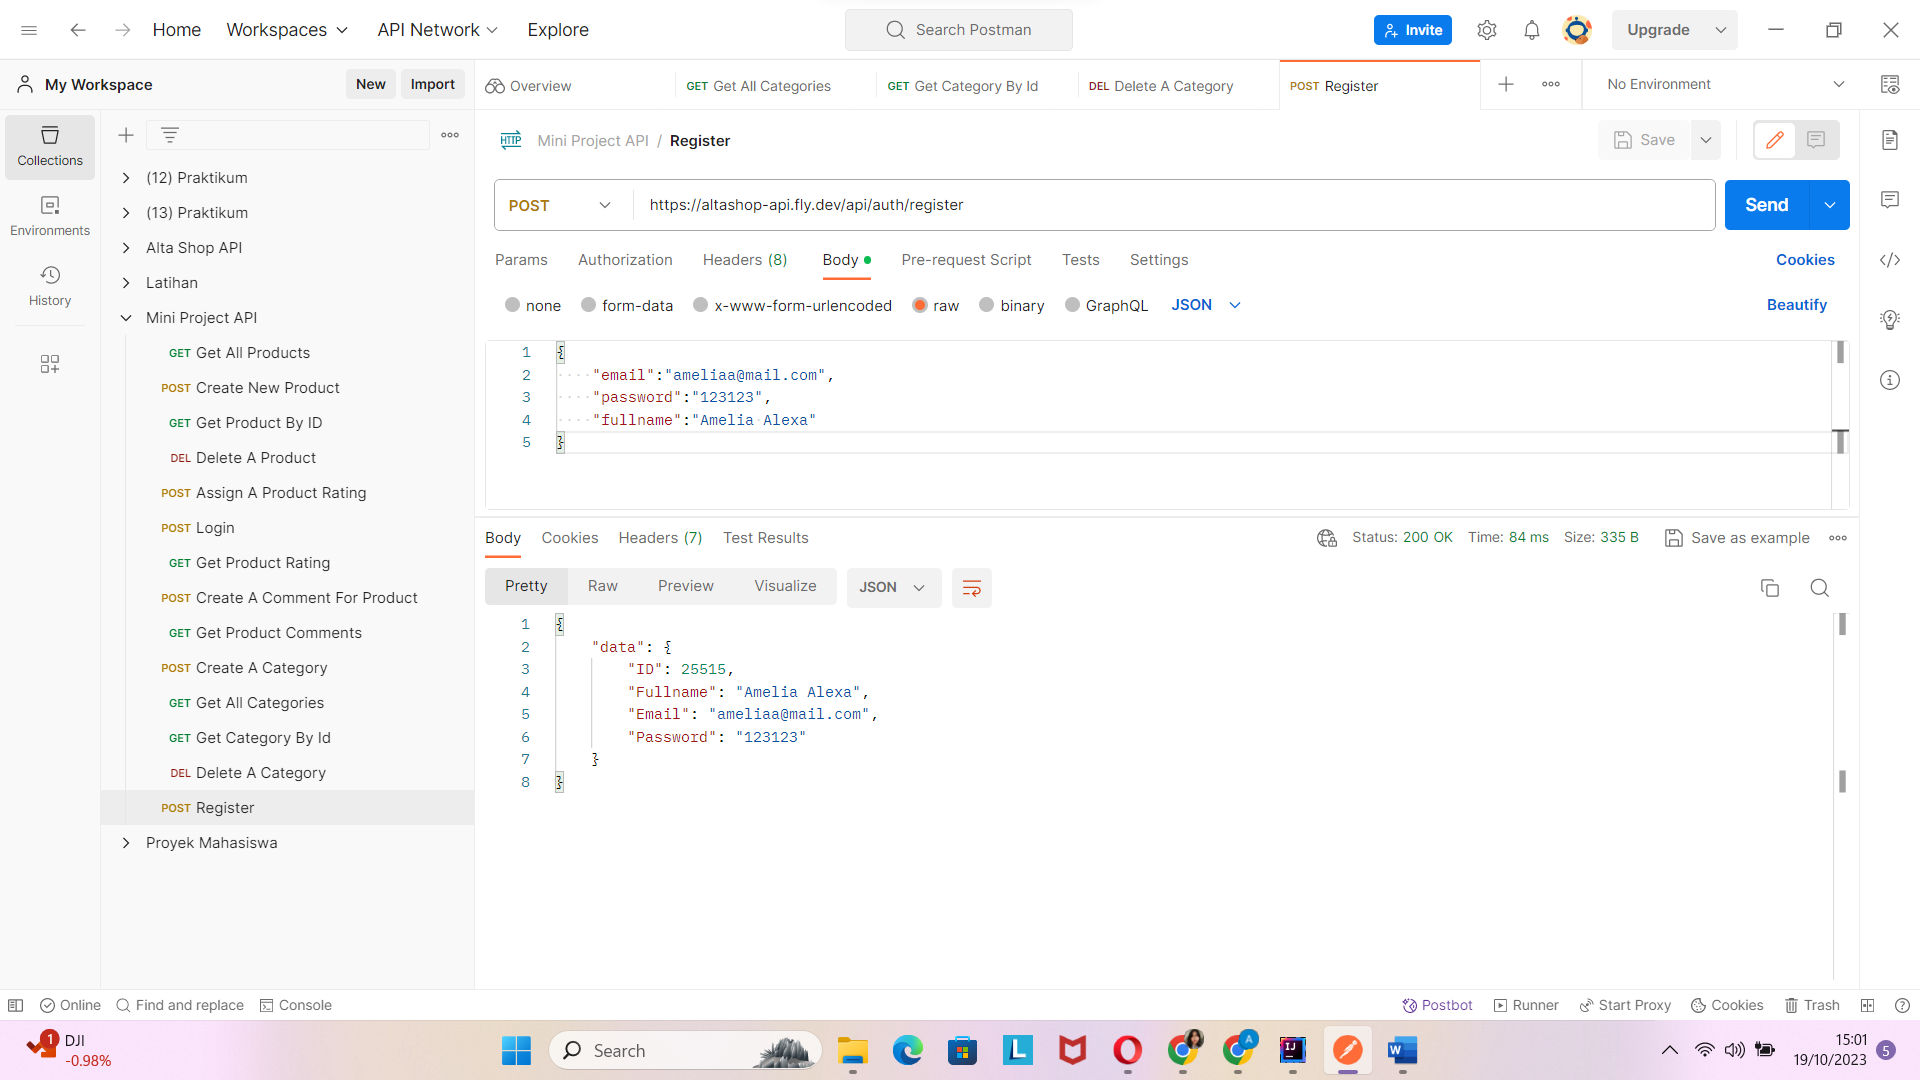 Home Workspaces API Network Explore Search Postman Invite Upgrade
My Workspace New Import Overview GET Get All Categories GET Get Category By Id DEL Delete A Category POST Register No Environment
Collections
Environments
History
(12) Praktikum
(13) Praktikum
Alta Shop API
Latihan
Mini Project API
GET Get All Products
POST Create New Product
GET Get Product By ID
DEL Delete A Product
POST Assign A Product Rating
POST Login
GET Get Product Rating
POST Create A Comment For Product
GET Get Product Comments
POST Create A Category
GET Get All Categories
GET Get Category By Id
DEL Delete A Category
POST Register
Proyek Mahasiswa
HTTP Mini Project API / Register Save
POST https://altashop-api.fly.dev/api/auth/register Send
Params Authorization Headers (8) Body Pre-request Script Tests Settings Cookies
none form-data x-www-form-urlencoded raw binary GraphQL JSON Beautify
1 {
2 "email":"ameliaa@mail.com",
3 "password":"123123",
4 "fullname":"Amelia Alexa"
5 }
Body Cookies Headers (7) Test Results Status: 200 OK Time: 84 ms Size: 335 B Save as example
Pretty Raw Preview Visualize JSON
1 {
2 "data": {
3 "ID": 25515,
4 "Fullname": "Amelia Alexa",
5 "Email": "ameliaa@mail.com",
6 "Password": "123123"
7 }
8 }
Online Find and replace Console Postbot Runner Start Proxy Cookies Trash
1 DJI
-0.98%
Search
L
A
IJ
W
15:01
19/10/2023
5